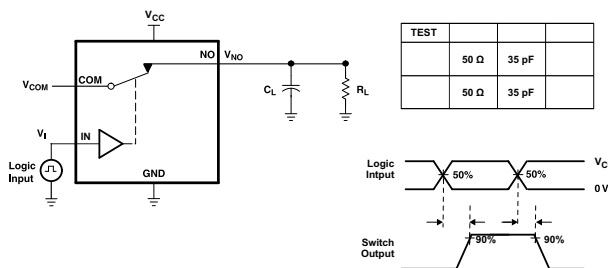 VCC
NO VNO
VCOM COM
CL RL
VI IN
Logic
Input
GND
TEST
50 Ω 35 pF
50 Ω 35 pF
Logic
Intput
50% 50%
VC
0 V
Switch
Output
90% 90%